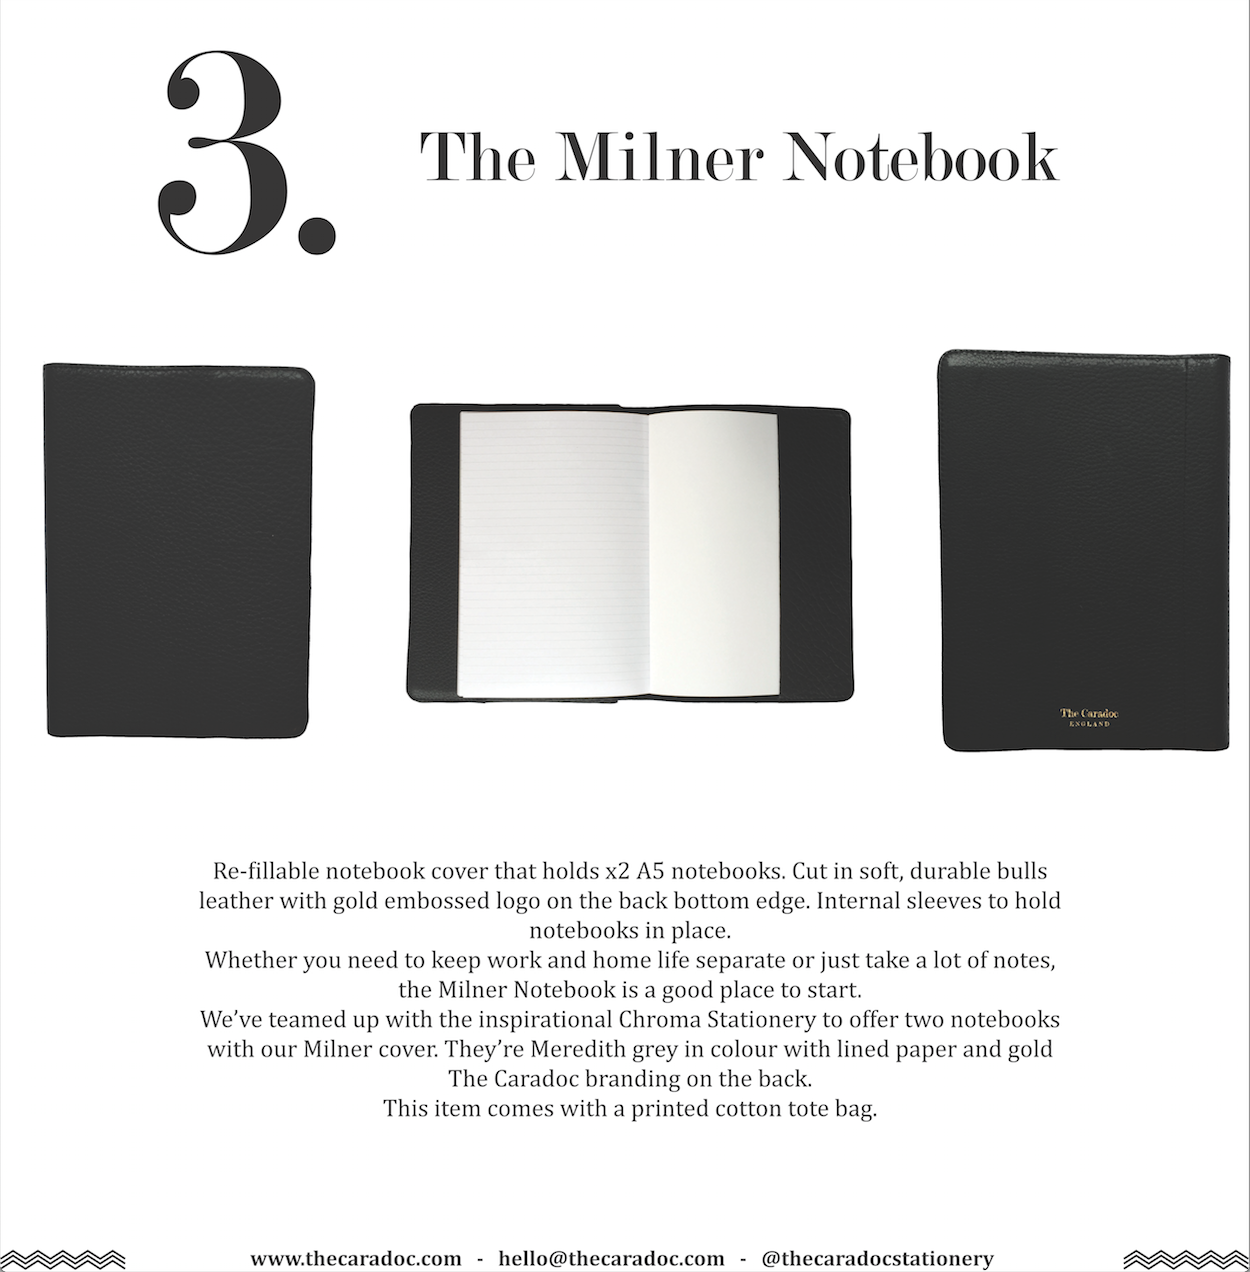 3.
The Milner Notebook
The Caradoc
ENGLAND
Re-fillable notebook cover that holds x2 A5 notebooks. Cut in soft, durable bulls
leather with gold embossed logo on the back bottom edge. Internal sleeves to hold
notebooks in place.
Whether you need to keep work and home life separate or just take a lot of notes,
the Milner Notebook is a good place to start.
We’ve teamed up with the inspirational Chroma Stationery to offer two notebooks
with our Milner cover. They’re Meredith grey in colour with lined paper and gold
The Caradoc branding on the back.
This item comes with a printed cotton tote bag.
www.thecaradoc.com - hello@thecaradoc.com - @thecaradocstationery